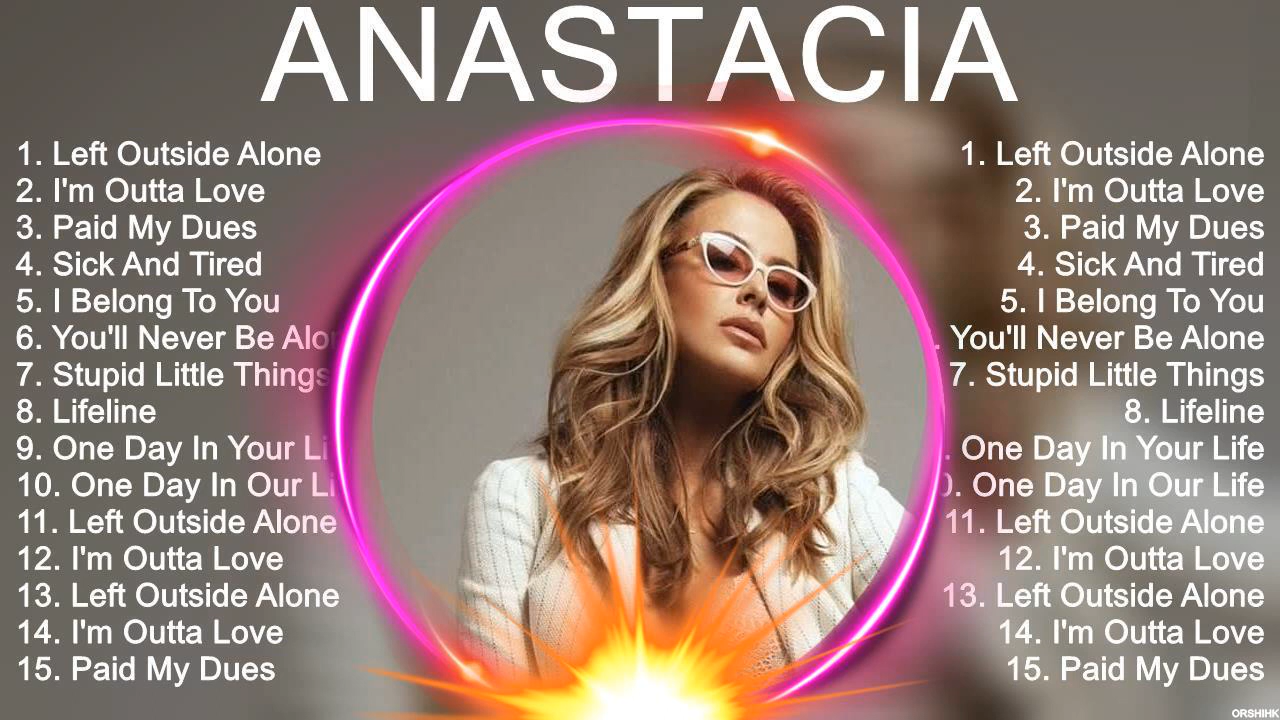 ANASTACIA
1. Left Outside Alone
2. I'm Outta Love
3. Paid My Dues
4. Sick And Tired
5. I Belong To You
6. You'll Never Be Alon
7. Stupid Little Things
8. Lifeline
9. One Day In Your Li
10. One Day In Our Li
11. Left Outside Alone
12. I'm Outta Love
13. Left Outside Alone
14. I'm Outta Love
15. Paid My Dues
1. Left Outside Alone
2. I'm Outta Love
3. Paid My Dues
4. Sick And Tired
5. I Belong To You
. You'll Never Be Alone
7. Stupid Little Things
8. Lifeline
. One Day In Your Life
0. One Day In Our Life
11. Left Outside Alone
12. I'm Outta Love
13. Left Outside Alone
14. I'm Outta Love
15. Paid My Dues
ORSHIHK